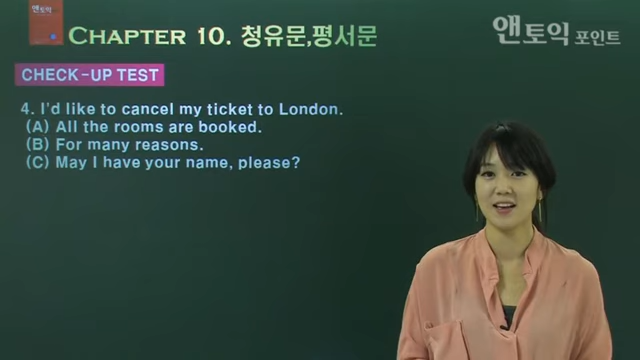 앤토익
CHAPTER 10. 청유문,평서문
앤토익 포인트
CHECK-UP TEST
4. I'd like to cancel my ticket to London.
(A) All the rooms are booked.
(B) For many reasons.
(C) May I have your name, please?